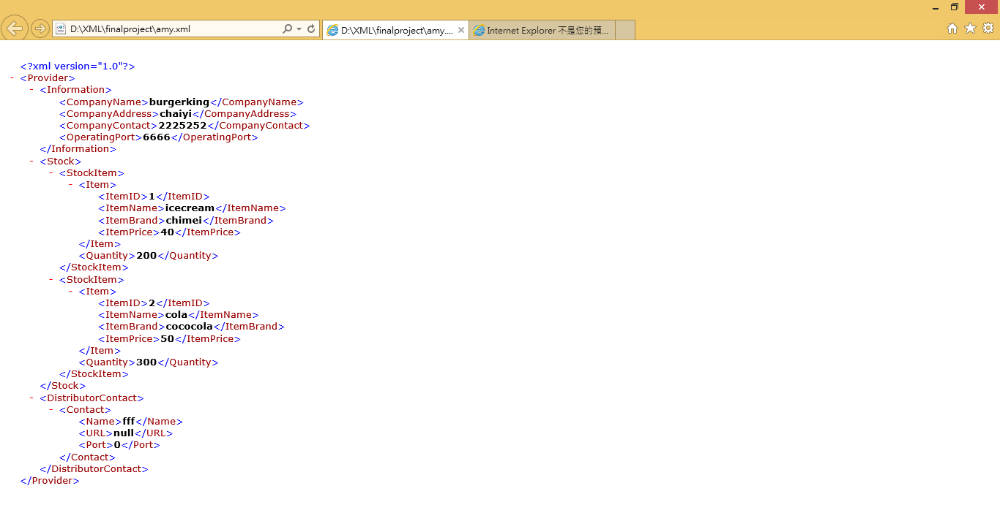 D:\XML\finalproject\amy.xml
D:\XML\finalproject\amy....
Internet Explorer 不是您的預...
<?xml version="1.0"?>
- <Provider>
- <Information>
<CompanyName>burgerking</CompanyName>
<CompanyAddress>chaiyi</CompanyAddress>
<CompanyContact>2225252</CompanyContact>
<OperatingPort>6666</OperatingPort>
</Information>
- <Stock>
- <StockItem>
- <Item>
<ItemID>1</ItemID>
<ItemName>icecream</ItemName>
<ItemBrand>chimei</ItemBrand>
<ItemPrice>40</ItemPrice>
</Item>
<Quantity>200</Quantity>
</StockItem>
- <StockItem>
- <Item>
<ItemID>2</ItemID>
<ItemName>cola</ItemName>
<ItemBrand>cococola</ItemBrand>
<ItemPrice>50</ItemPrice>
</Item>
<Quantity>300</Quantity>
</StockItem>
</Stock>
- <DistributorContact>
- <Contact>
<Name>fff</Name>
<URL>null</URL>
<Port>0</Port>
</Contact>
</DistributorContact>
</Provider>